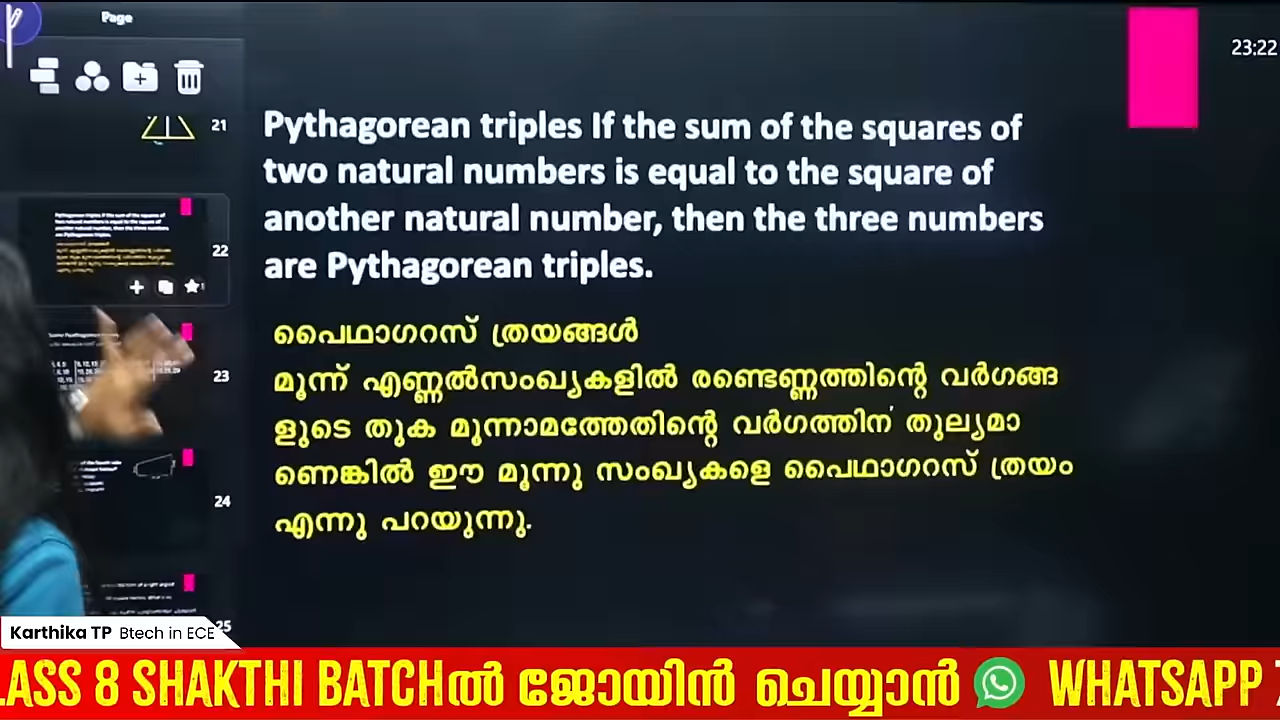 Page
23:22
21
Pythagorean triples If the sum of the squares of
two natural numbers is equal to the square of
another natural number, then the three numbers
are Pythagorean triples.
22
പൈഥാഗറസ് ത്രയങ്ങൾ
മൂന്ന് എണ്ണൽസംഖ്യകളിൽ രണ്ടെണ്ണത്തിന്റെ വർഗങ്ങ
ളുടെ തുക മൂന്നാമത്തേതിന്റെ വർഗത്തിന് തുല്യമാ
ണെങ്കിൽ ഈ മൂന്നു സംഖ്യകളെ പൈഥാഗറസ് ത്രയം
എന്നു പറയുന്നു.
23
24
25
Karthika TP Btech in ECE
LASS 8 SHAKTHI BATCHൽ ജോയിൻ ചെയ്യാൻ WHATSAPP 7